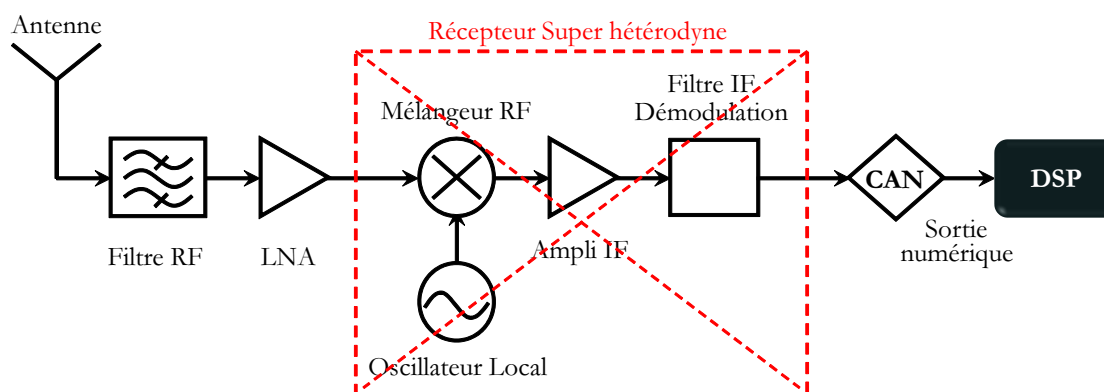 Antenne
Récepteur Super hétérodyne
Filtre IF
Démodulation
Mélangeur RF
CAN
DSP
Filtre RF
LNA
Ampli IF
Sortie
numérique
Oscillateur Local